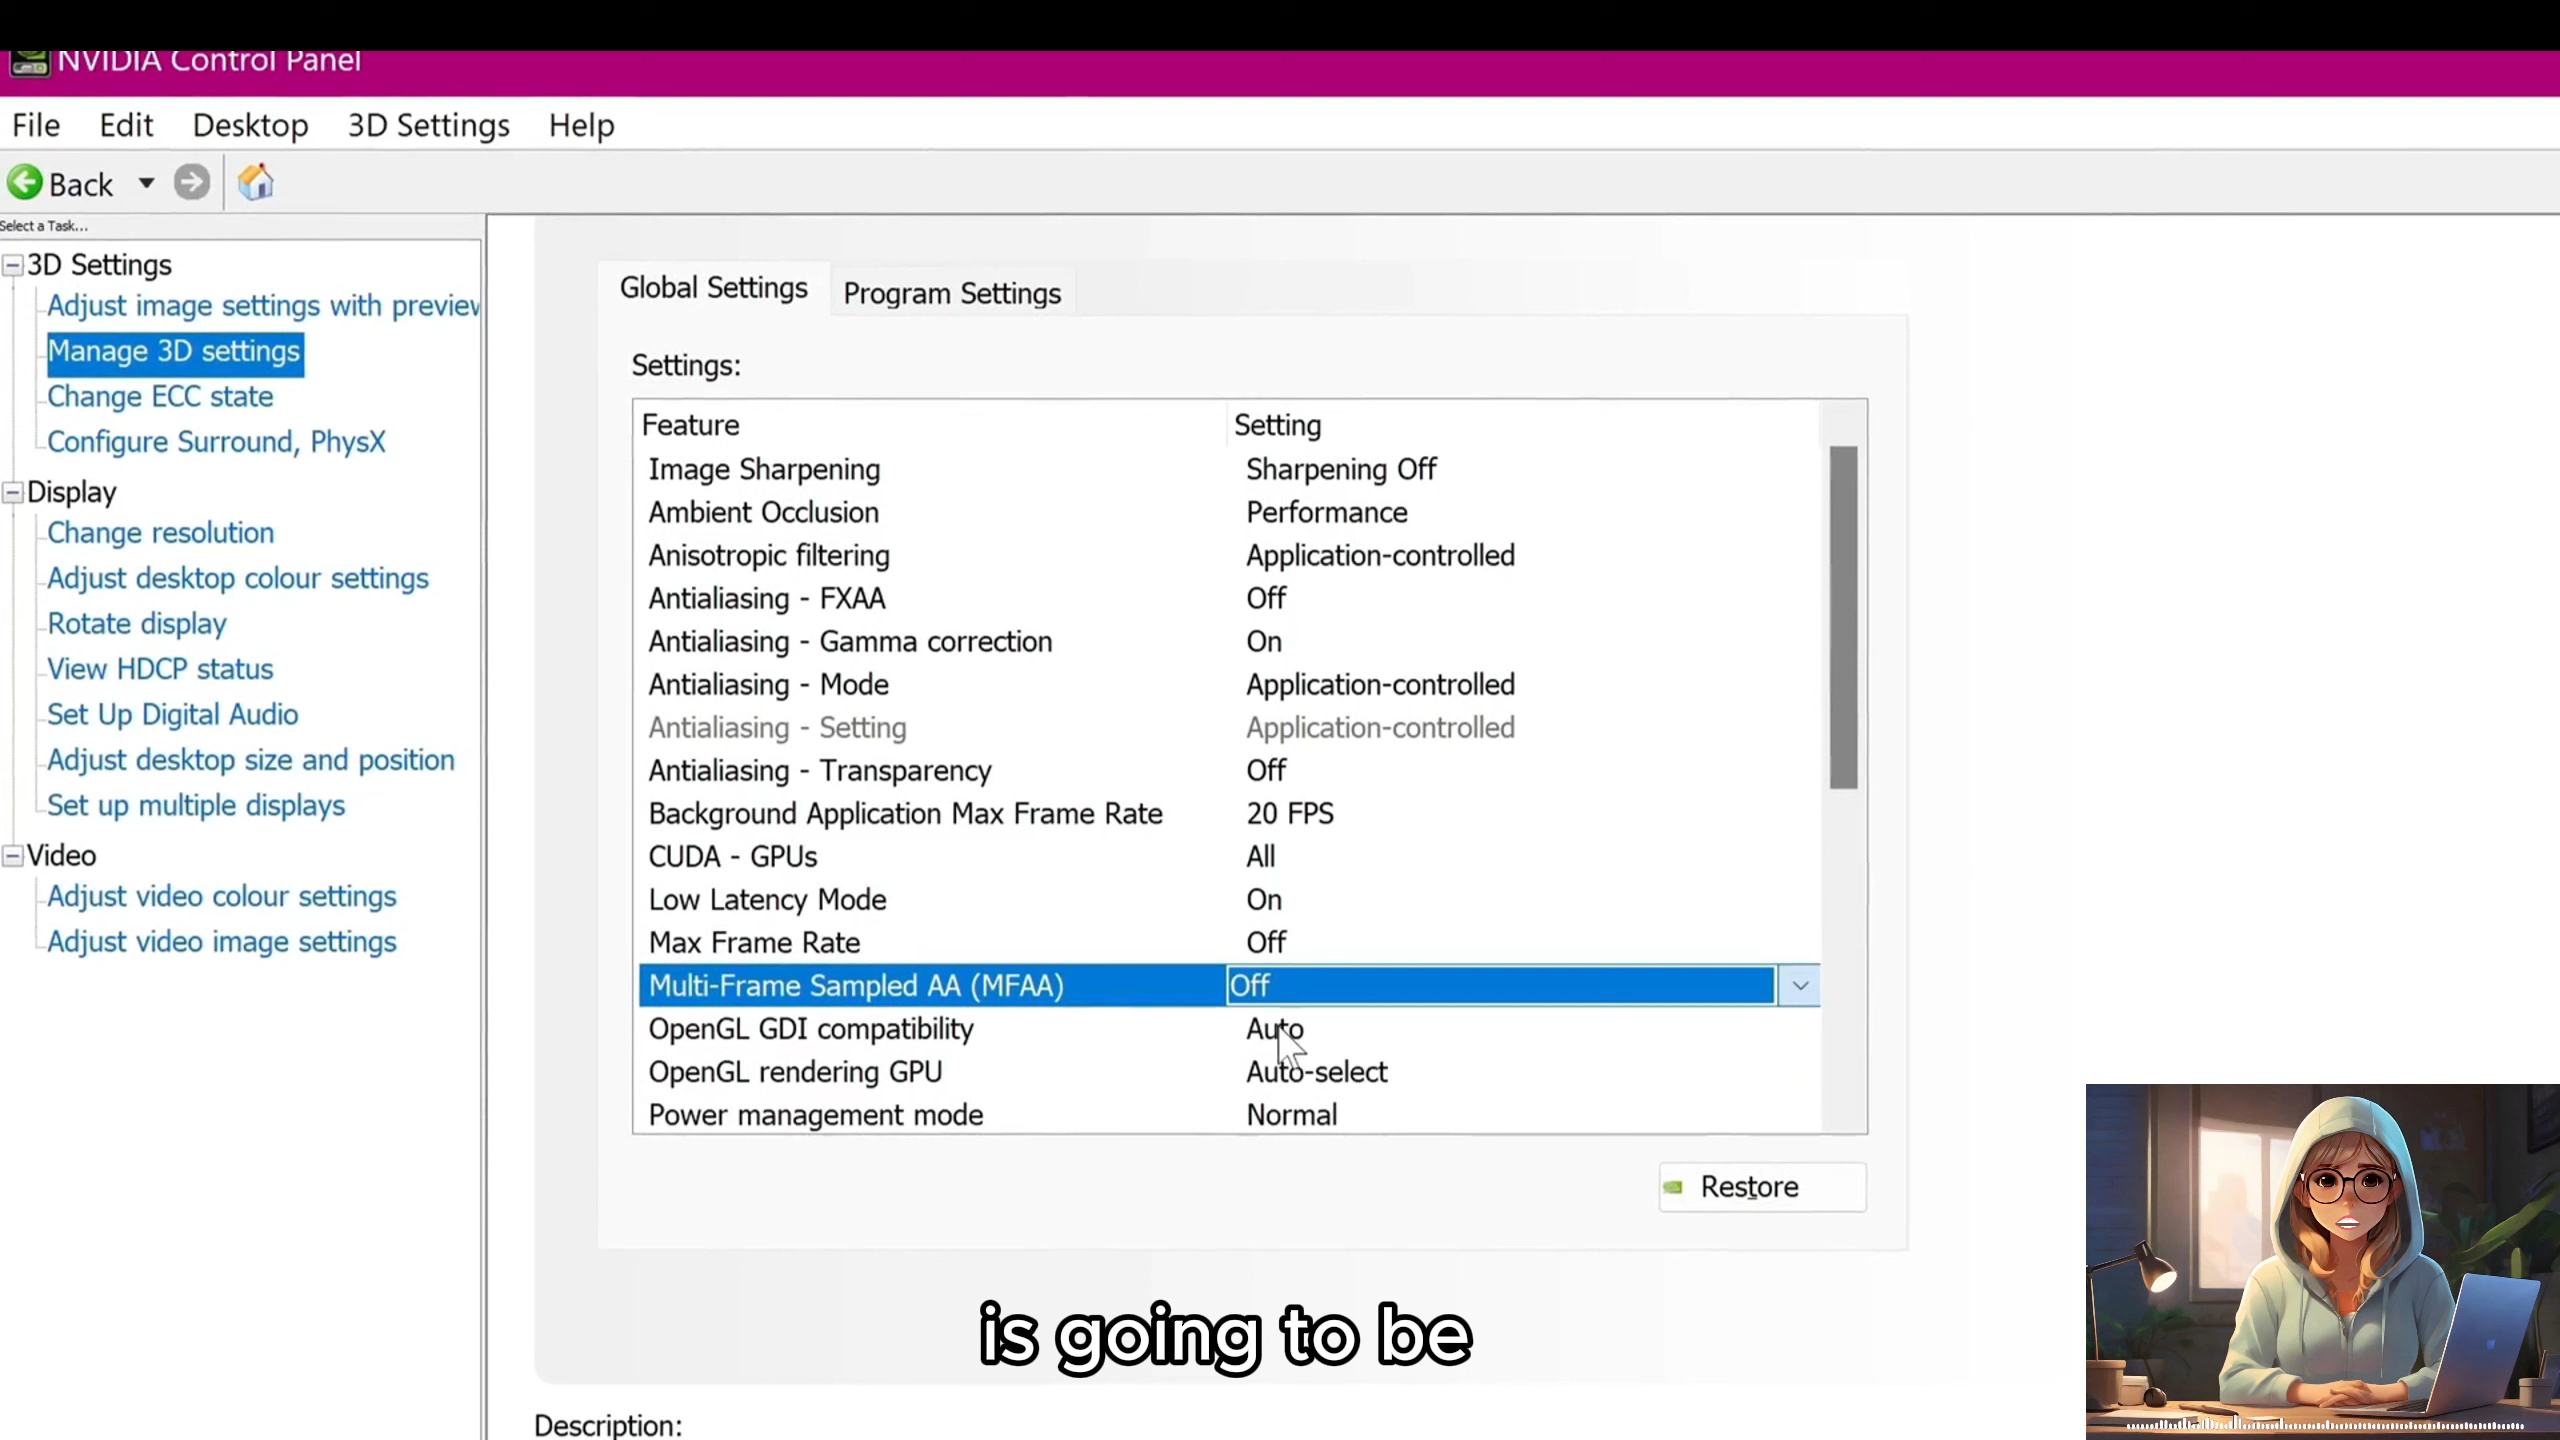 NVIDIA Control Panel
File Edit Desktop 3D Settings Help
Back
Select a Task...
3D Settings
Adjust image settings with preview
Manage 3D settings
Change ECC state
Configure Surround, PhysX
Display
Change resolution
Adjust desktop colour settings
Rotate display
View HDCP status
Set Up Digital Audio
Adjust desktop size and position
Set up multiple displays
Video
Adjust video colour settings
Adjust video image settings
Global Settings Program Settings
Settings:
Feature Setting
Image Sharpening Sharpening Off
Ambient Occlusion Performance
Anisotropic filtering Application-controlled
Antialiasing - FXAA Off
Antialiasing - Gamma correction On
Antialiasing - Mode Application-controlled
Antialiasing - Setting Application-controlled
Antialiasing - Transparency Off
Background Application Max Frame Rate 20 FPS
CUDA - GPUs All
Low Latency Mode On
Max Frame Rate Off
Multi-Frame Sampled AA (MFAA) Off
OpenGL GDI compatibility Auto
OpenGL rendering GPU Auto-select
Power management mode Normal
Restore
is going to be
Description: